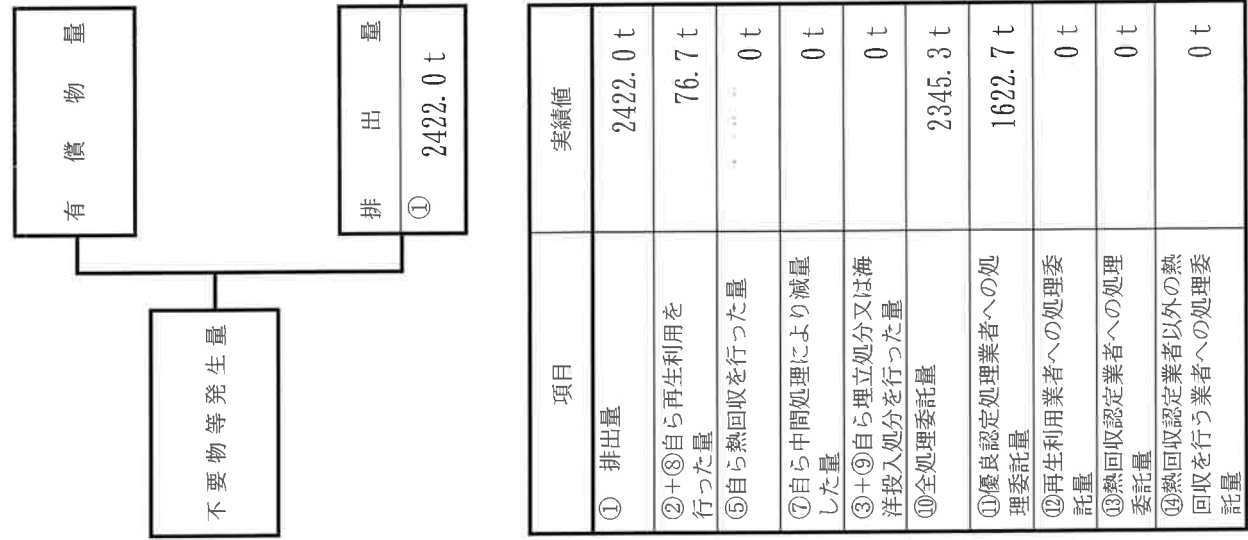 有償物量
不要物等発生量
排出量
① 2422.0 t
項目 実績値
① 排出量 2422.0 t
②+⑧自ら再生利用を
行った量 76.7 t
⑤自ら熱回収を行った量 0 t
⑦自ら中間処理により減量
した量 0 t
③+⑨自ら埋立処分又は海
洋投入処分を行った量 0 t
⑩全処理委託量 2345.3 t
⑪優良認定処理業者への処
理委託量 1622.7 t
⑫再生利用業者への処理委
託量 0 t
⑬熱回収認定業者への処理
委託量 0 t
⑭熱回収認定業者以外の熱
回収を行う業者への処理委
託量 0 t